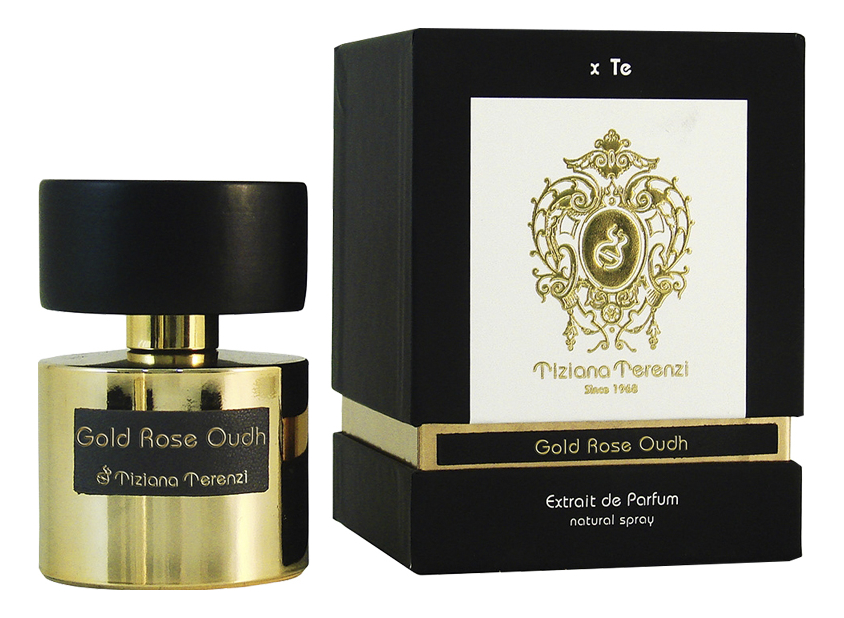 Gold Rose Oudh
Tiziana Terenzi
x Te
Tiziana Terenzi
Since 1968
Gold Rose Oudh
Extrait de Parfum
natural spray